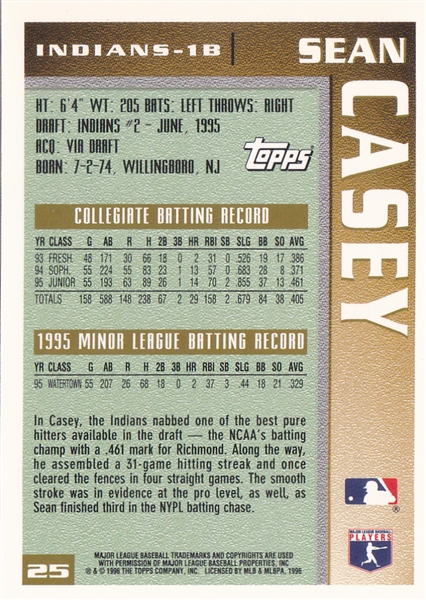 INDIANS-1B
SEAN
CASEY
HT: 6'4" WT: 205 BATS: LEFT THROWS: RIGHT
DRAFT: INDIANS #2 - JUNE, 1995
ACQ: VIA DRAFT
BORN: 7-2-74, WILLINGBORO, NJ
TOPPS
COLLEGIATE BATTING RECORD
YR CLASS G AB R H 2B 3B HR RBI SB SLG BB SO AVG
93 FRESH. 48 171 30 66 18 0 2 34 0 .526 19 17 .386
94 SOPH. 55 224 55 83 24 1 13 57 0 .683 28 8 .371
95 JUNIOR 55 193 63 89 26 1 14 70 2 .855 37 13 .461
TOTALS 158 588 148 238 67 2 29 158 2 .679 84 38 .405
1995 MINOR LEAGUE BATTING RECORD
YR CLASS G AB R H 2B 3B HR RBI SB SLG BB SO AVG
95 WATERTOWN 55 207 26 68 18 0 2 37 3 .44 18 21 .329
In Casey, the Indians nabbed one of the best pure
hitters available in the draft — the NCAA's batting
champ with a .461 mark for Richmond. Along the way,
he assembled a 31-game hitting streak and once
cleared the fences in four straight games. The smooth
stroke was in evidence at the pro level, as well, as
Sean finished third in the NYPL batting chase.
MAJOR LEAGUE BASEBALL
PLAYERS
25
MAJOR LEAGUE BASEBALL TRADEMARKS AND COPYRIGHTS ARE USED
WITH PERMISSION OF MAJOR LEAGUE BASEBALL PROPERTIES, INC
® & © 1996 THE TOPPS COMPANY, INC. LICENSED BY MLB & MLBPA, 1996